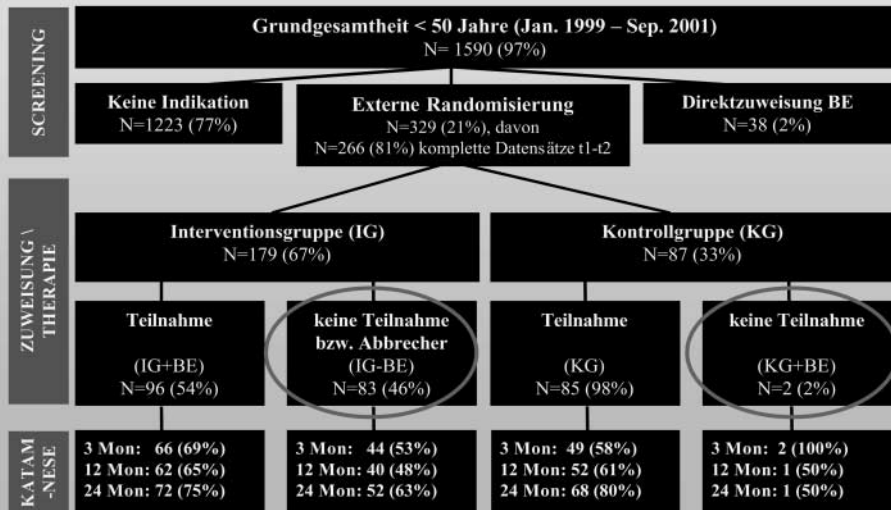 SCREENING
Grundgesamtheit < 50 Jahre (Jan. 1999 – Sep. 2001)
N= 1590 (97%)
Keine Indikation
N=1223 (77%)
Externe Randomisierung
N=329 (21%), davon
N=266 (81%) komplette Datensätze t1-t2
Direktzuweisung BE
N=38 (2%)
ZUWEISUNG \
THERAPIE
Interventionsgruppe (IG)
N=179 (67%)
Kontrollgruppe (KG)
N=87 (33%)
Teilnahme
(IG+BE)
N=96 (54%)
keine Teilnahme
bzw. Abbrecher
(IG-BE)
N=83 (46%)
Teilnahme
(KG)
N=85 (98%)
keine Teilnahme
(KG+BE)
N=2 (2%)
KATAM
-NESE
3 Mon: 66 (69%)
12 Mon: 62 (65%)
24 Mon: 72 (75%)
3 Mon: 44 (53%)
12 Mon: 40 (48%)
24 Mon: 52 (63%)
3 Mon: 49 (58%)
12 Mon: 52 (61%)
24 Mon: 68 (80%)
3 Mon: 2 (100%)
12 Mon: 1 (50%)
24 Mon: 1 (50%)